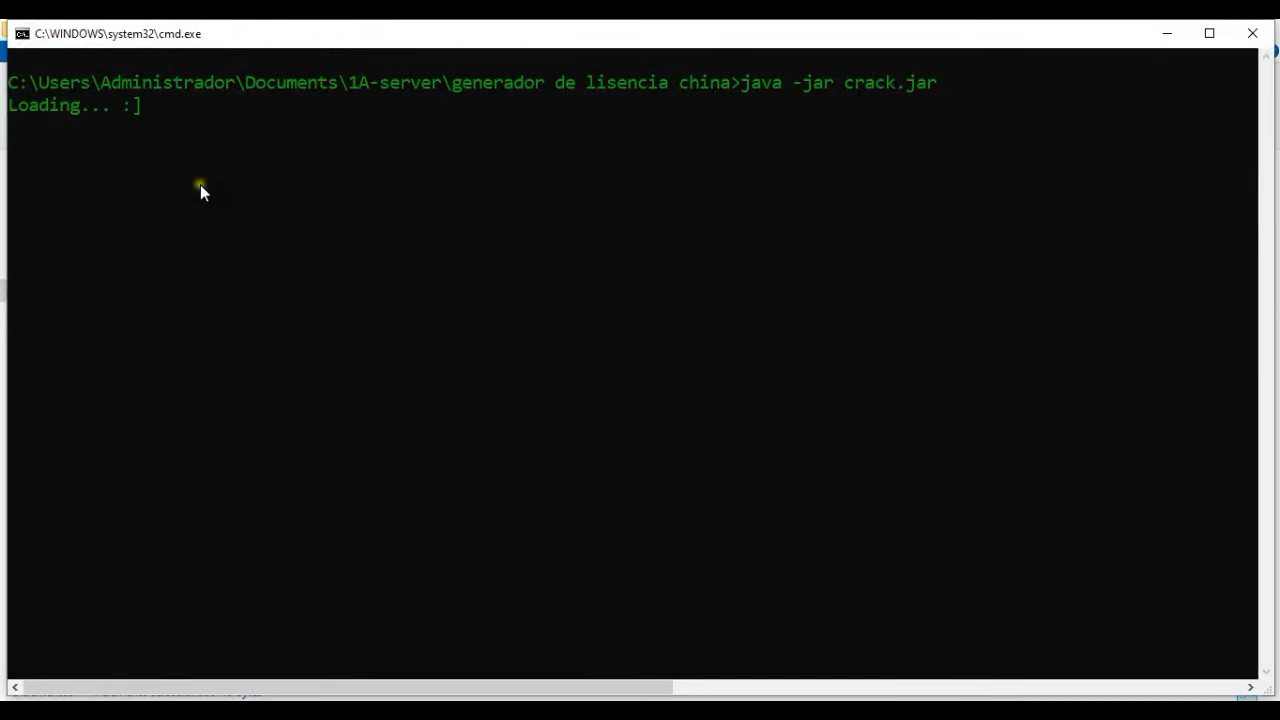 C:\WINDOWS\system32\cmd.exe
C:\Users\Administrador\Documents\1A-server\generador de lisencia china>java -jar crack.jar
Loading... :]